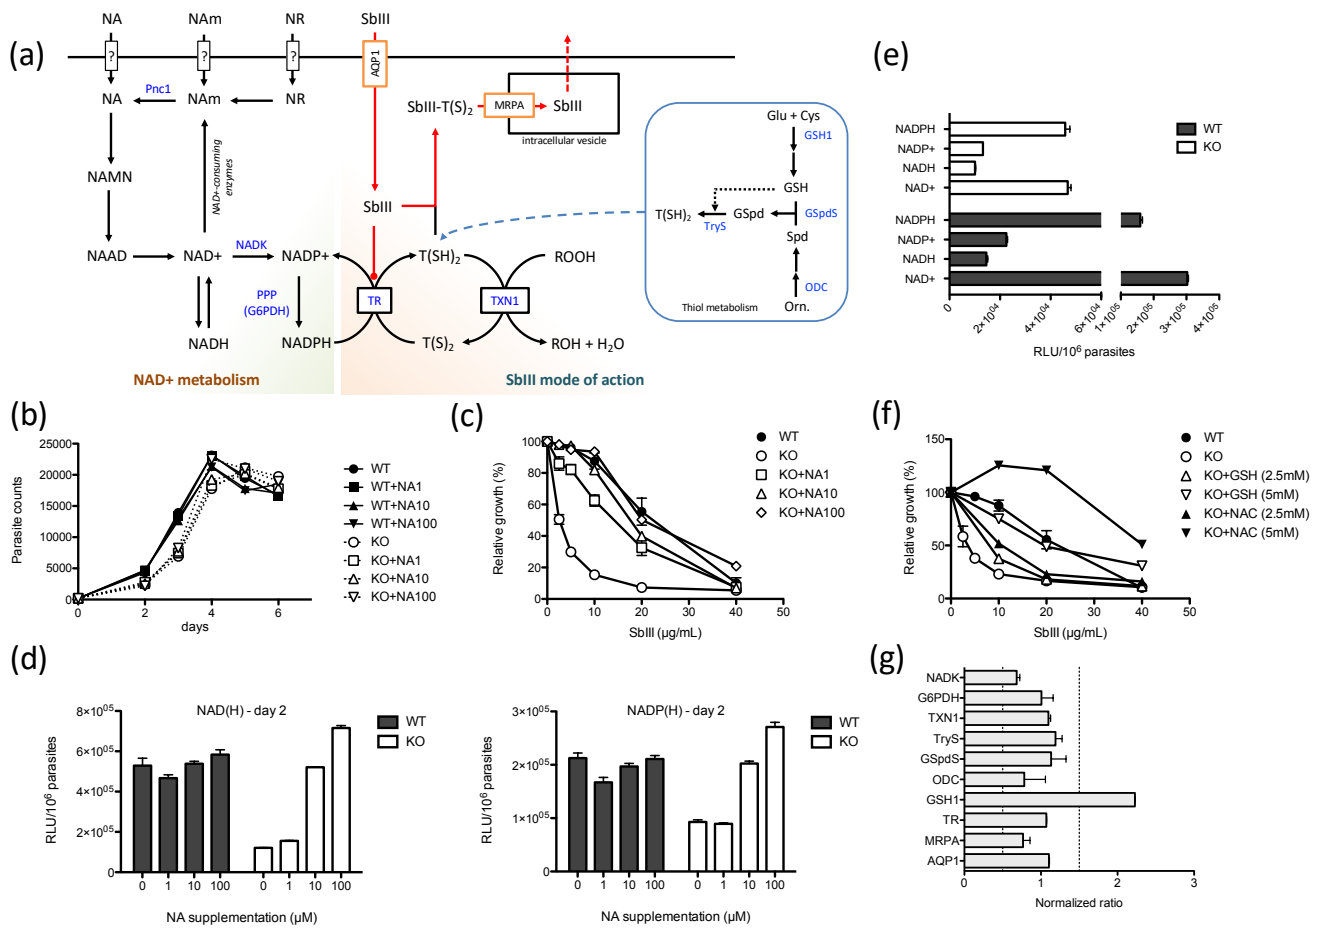 (a)
NA
NAm
NR
SbIII
?
?
?
AQP1
Pnc1
NA
NAm
NR
SbIII-T(S)2
MRPA
SbIII
intracellular vesicle
NAMN
NAD+-consuming
enzymes
SbIII
NAAD
NAD+
NADK
NADP+
T(SH)2
ROOH
PPP
(G6PDH)
TR
TXN1
NADH
NADPH
T(S)2
ROH + H2O
NAD+ metabolism
SbIII mode of action
Glu + Cys
GSH1
GSH
T(SH)2
GSpd
GSpdS
TryS
Spd
ODC
Thiol metabolism
Orn.
(e)
NADPH
NADP+
NADH
NAD+
NADPH
NADP+
NADH
NAD+
WT
KO
0
2×10^04
4×10^04
6×10^04
1×10^05
2×10^05
3×10^05
4×10^05
RLU/10^6 parasites
(b)
25000
20000
15000
10000
5000
0
Parasite counts
0
2
4
6
days
WT
WT+NA1
WT+NA10
WT+NA100
KO
KO+NA1
KO+NA10
KO+NA100
(c)
100
80
60
40
20
0
Relative growth (%)
0
10
20
30
40
50
SbIII (µg/mL)
WT
KO
KO+NA1
KO+NA10
KO+NA100
(f)
150
100
50
0
Relative growth (%)
0
10
20
30
40
50
SbIII (µg/mL)
WT
KO
KO+GSH (2.5mM)
KO+GSH (5mM)
KO+NAC (2.5mM)
KO+NAC (5mM)
(d)
NAD(H) - day 2
WT
KO
8×10^05
6×10^05
4×10^05
2×10^05
0
RLU/10^6 parasites
0
1
10
100
0
1
10
100
NA supplementation (µM)
NADP(H) - day 2
WT
KO
3×10^05
2×10^05
1×10^05
0
RLU/10^6 parasites
0
1
10
100
0
1
10
100
NA supplementation (µM)
(g)
NADK
G6PDH
TXN1
TryS
GSpdS
ODC
GSH1
TR
MRPA
AQP1
0
1
2
3
Normalized ratio